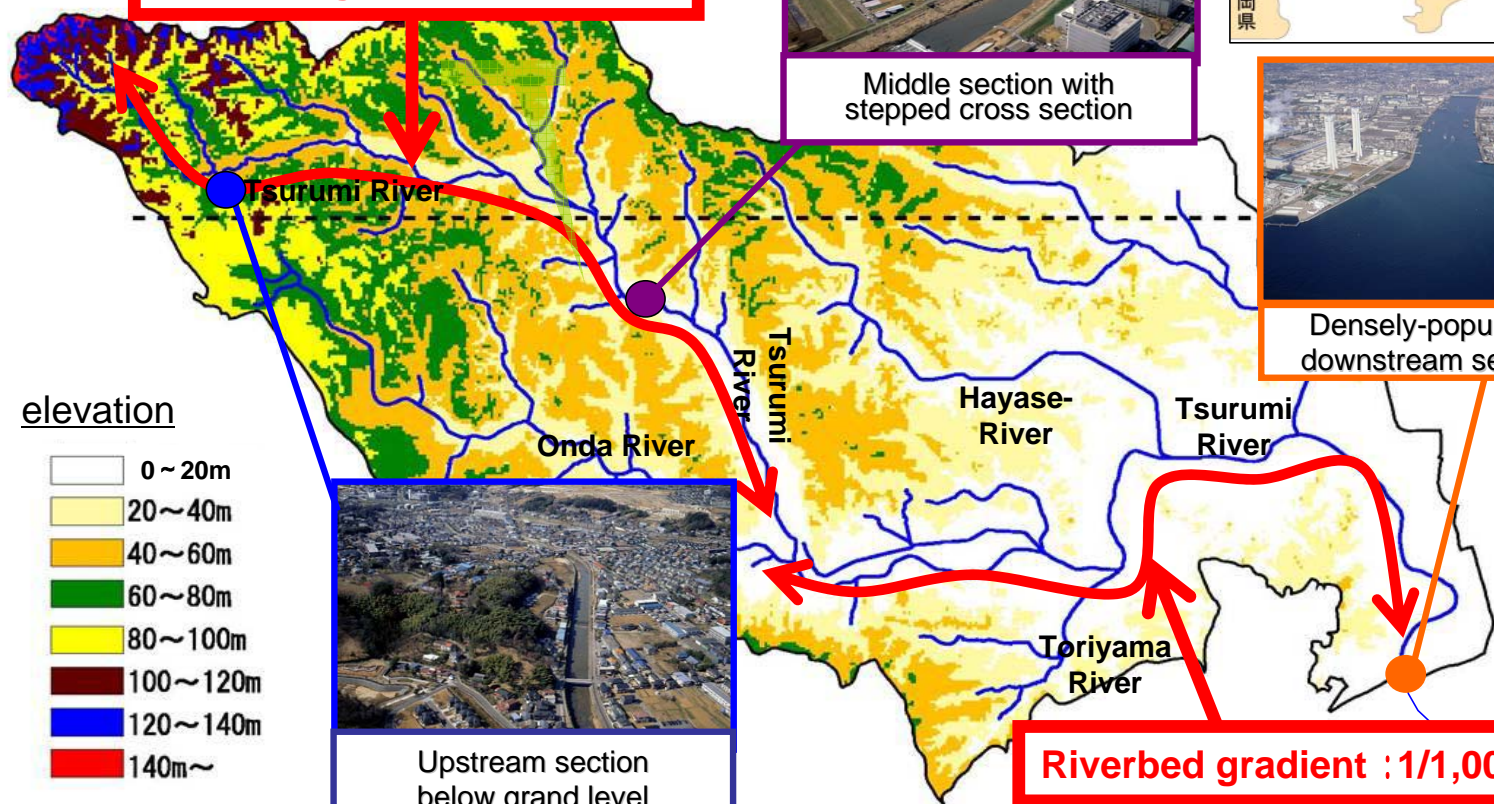 岡
県
Middle section with
stepped cross section
Tsurumi River
Densely-popu
downstream se
Tsurumi
River
elevation
Hayase-
River
Tsurumi
River
Onda River
0~20m
20～40m
40～60m
60～80m
80～100m
100～120m
120～140m
140m～
Toriyama
River
Riverbed gradient :1/1,00
Upstream section
below grand level